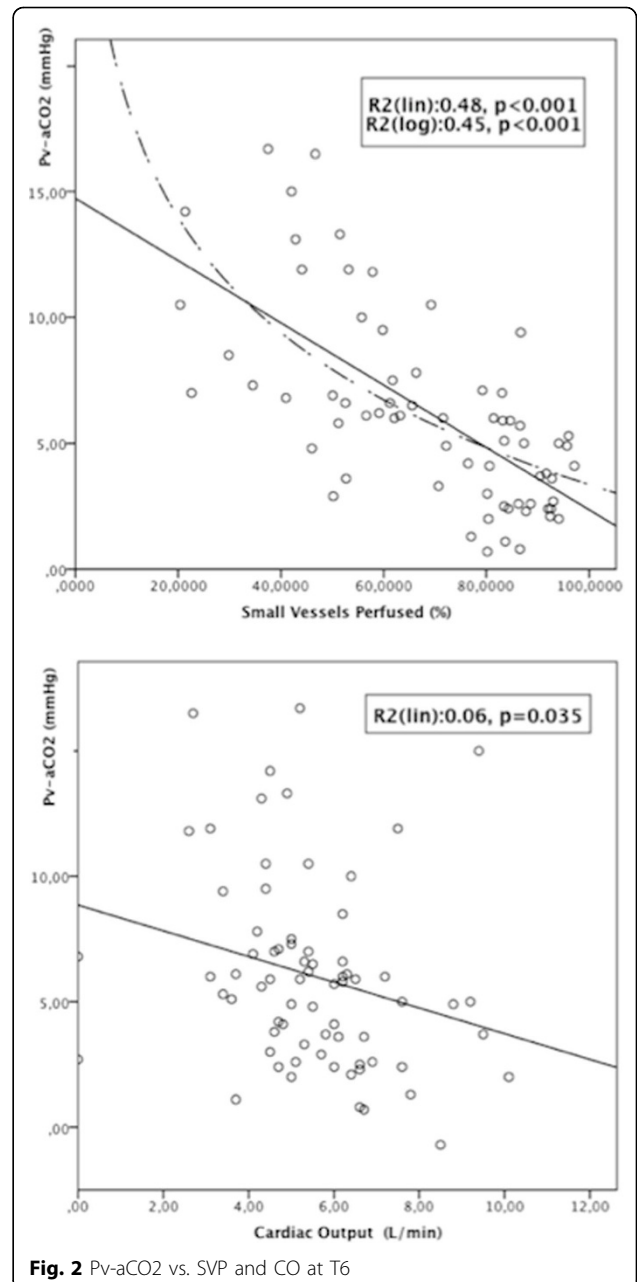 Pv-aCO2 (mmHg)
R2(lin):0.48, p<0.001
R2(log):0.45, p<0.001
15,00
10,00
5,00
,00
,0000 20,0000 40,0000 60,0000 80,0000 100,0000
Small Vessels Perfused (%)
Pv-aCO2 (mmHg)
R2(lin):0.06, p=0.035
10,00
5,00
,00
,00 2,00 4,00 6,00 8,00 10,00 12,00
Cardiac Output (L/min)
Fig. 2 Pv-aCO2 vs. SVP and CO at T6